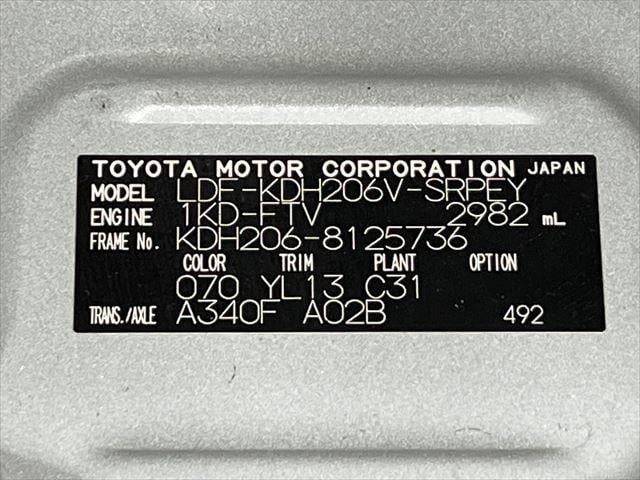 TOYOTA MOTOR CORPORATION JAPAN
MODEL LDF-KDH206V-SRPEY
ENGINE 1KD-FTV 2982 mL
FRAME No. KDH206-8125736
COLOR TRIM PLANT OPTION
070 YL13 C31
TRANS./AXLE A340F A02B 492